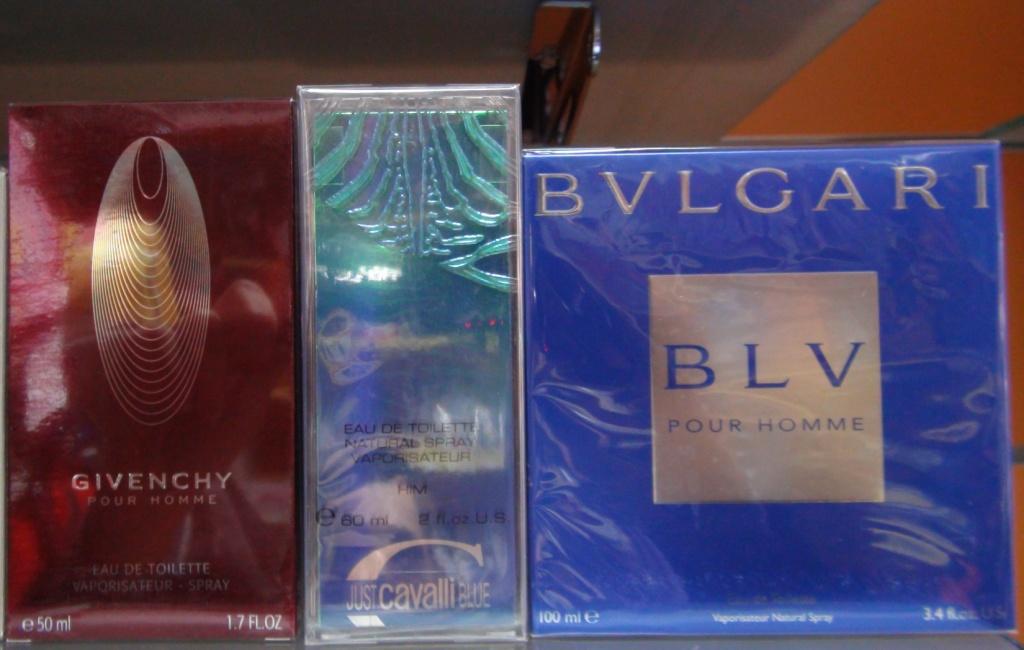 GIVENCHY
POUR HOMME
EAU DE TOILETTE
VAPORISATEUR - SPRAY
e 50 ml 1.7 FL.OZ
EAU DE TOILETTE
NATURAL SPRAY
VAPORISATEUR
HIM
e 60 ml 2 fl.oz.U.S.
JUST cavalli BLUE
BVLGARI
BLV
POUR HOMME
Vaporisateur Natural Spray
100 ml e 3.4 fl.oz. U.S.